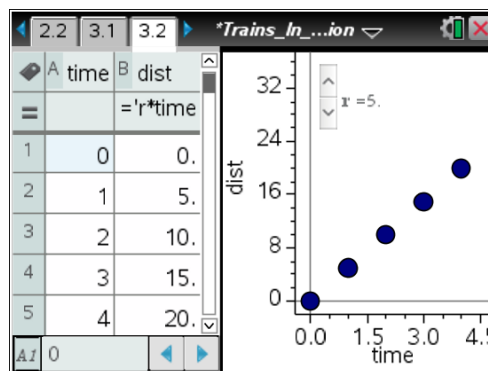 2.2 3.1 3.2 *Trains_In_...ion
A time B dist
= ='r*time
1 0 0.
2 1 5.
3 2 10.
4 3 15.
5 4 20.
A1 0
r =5.
32
24
16
8
0
dist
0.0 1.5 3.0 4.5
time